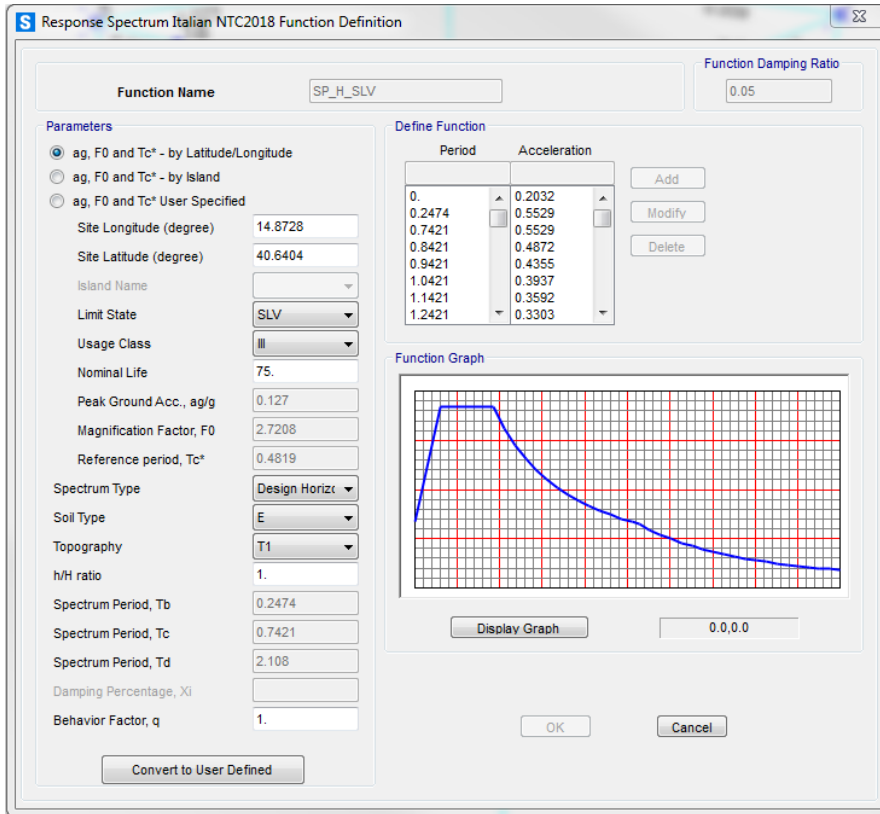 S Response Spectrum Italian NTC2018 Function Definition
Function Name
SP_H_SLV
Function Damping Ratio
0.05
Parameters
ag, F0 and Tc* - by Latitude/Longitude
ag, F0 and Tc* - by Island
ag, F0 and Tc* User Specified
Site Longitude (degree) 14.8728
Site Latitude (degree) 40.6404
Island Name
Limit State SLV
Usage Class III
Nominal Life 75.
Peak Ground Acc., ag/g 0.127
Magnification Factor, F0 2.7208
Reference period, Tc* 0.4819
Spectrum Type Design Horizo
Soil Type E
Topography T1
h/H ratio 1.
Spectrum Period, Tb 0.2474
Spectrum Period, Tc 0.7421
Spectrum Period, Td 2.108
Damping Percentage, Xi
Behavior Factor, q 1.
Convert to User Defined
Define Function
Period Acceleration
0. 0.2032
0.2474 0.5529
0.7421 0.5529
0.8421 0.4872
0.9421 0.4355
1.0421 0.3937
1.1421 0.3592
1.2421 0.3303
Add
Modify
Delete
Function Graph
Display Graph
0.0,0.0
OK
Cancel